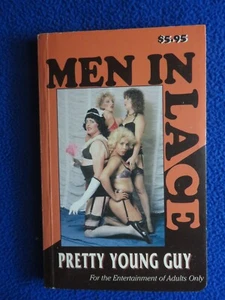 $5.95
MEN IN
LACE
PRETTY YOUNG GUY
For the Entertainment of Adults Only